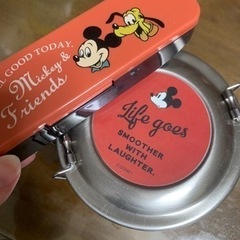 GOOD TODAY.
Mickey &
Friends
Life goes
SMOOTHER
WITH
LAUGHTER.